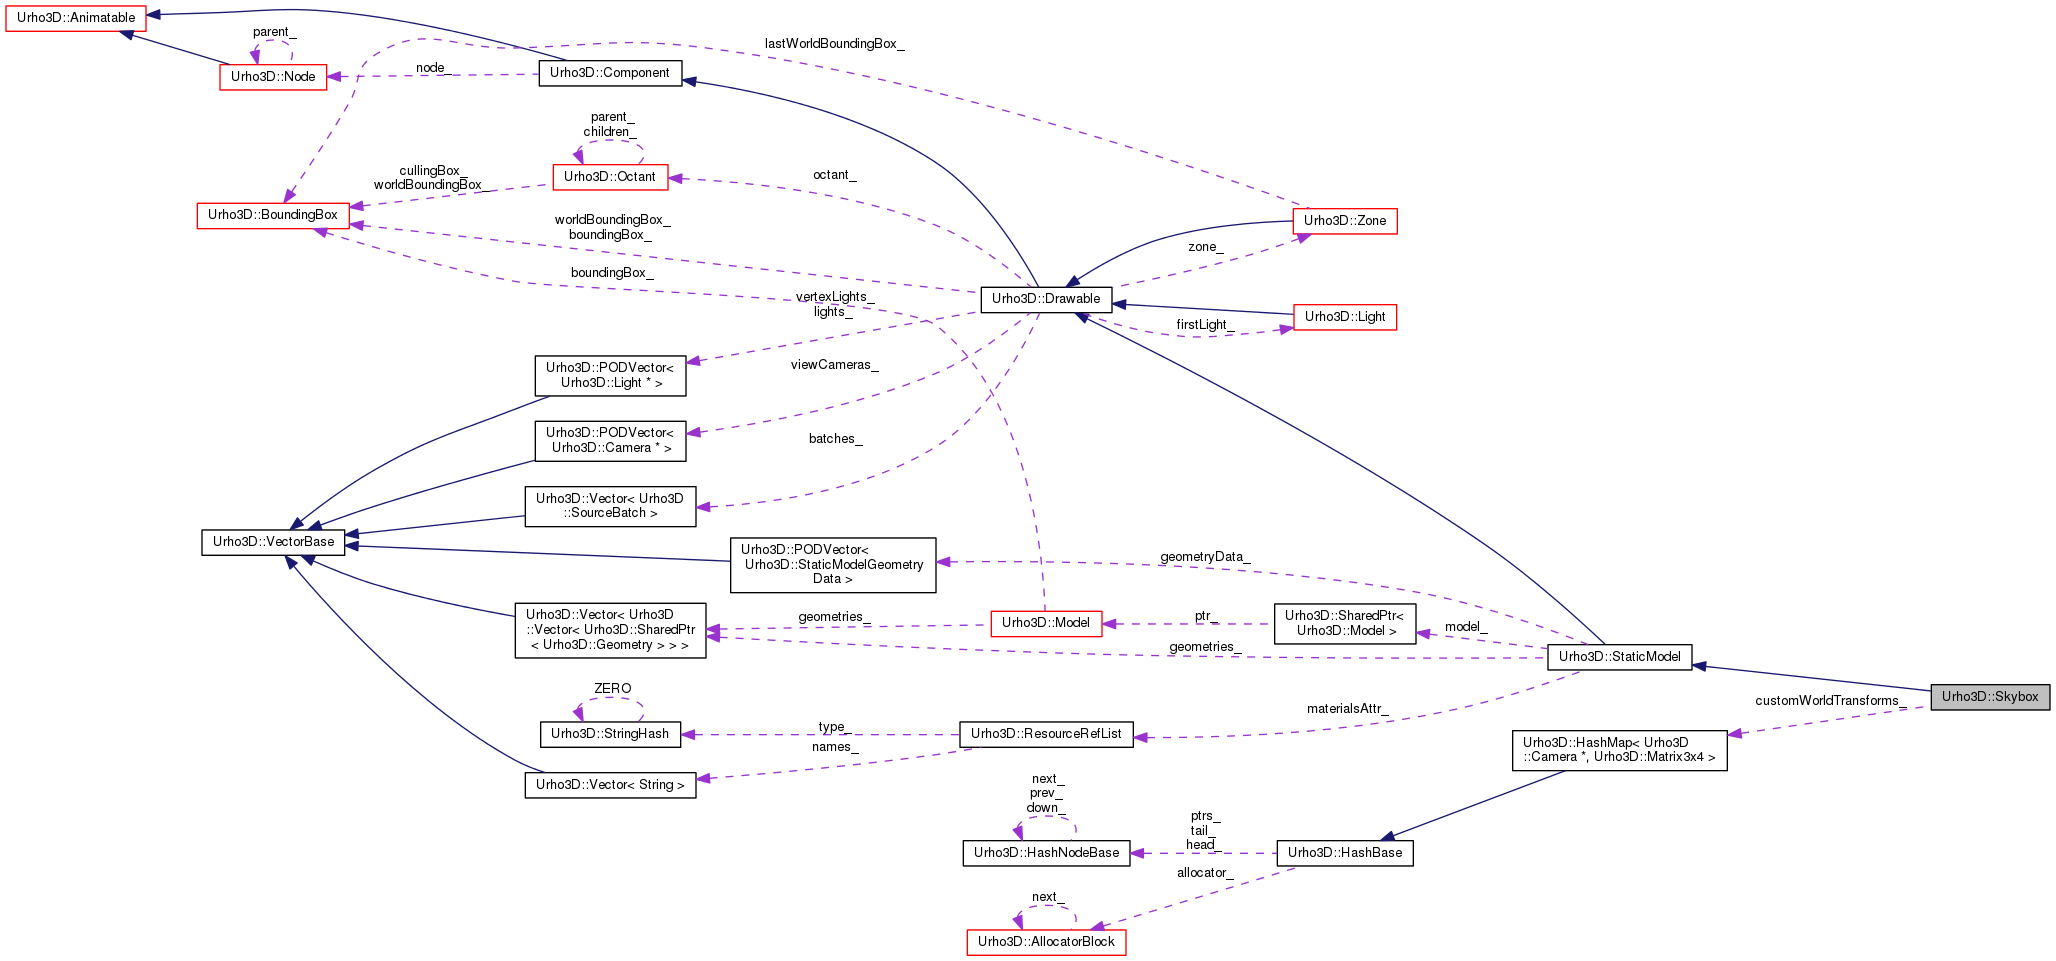 Urho3D::Animatable
parent_
lastWorldBoundingBox_
Urho3D::Node
node_
Urho3D::Component
parent_
children_
cullingBox_
worldBoundingBox_
Urho3D::Octant
octant_
Urho3D::BoundingBox
worldBoundingBox_
boundingBox_
Urho3D::Zone
zone_
boundingBox_
vertexLights_
lights_
Urho3D::Drawable
Urho3D::Light
firstLight_
Urho3D::PODVector<
Urho3D::Light * >
viewCameras_
Urho3D::PODVector<
Urho3D::Camera * >
batches_
Urho3D::Vector< Urho3D
::SourceBatch >
Urho3D::VectorBase
Urho3D::PODVector<
Urho3D::StaticModelGeometry
Data >
geometryData_
Urho3D::Vector< Urho3D
::Vector< Urho3D::SharedPtr
< Urho3D::Geometry > > >
geometries_
Urho3D::Model
ptr_
Urho3D::SharedPtr<
Urho3D::Model >
model_
geometries_
Urho3D::StaticModel
ZERO
Urho3D::Skybox
customWorldTransforms_
materialsAttr_
Urho3D::StringHash
type_
names_
Urho3D::ResourceRefList
Urho3D::HashMap< Urho3D
::Camera *, Urho3D::Matrix3x4 >
Urho3D::Vector< String >
next_
prev_
down_
ptrs_
tail_
head_
Urho3D::HashNodeBase
Urho3D::HashBase
allocator_
next_
Urho3D::AllocatorBlock